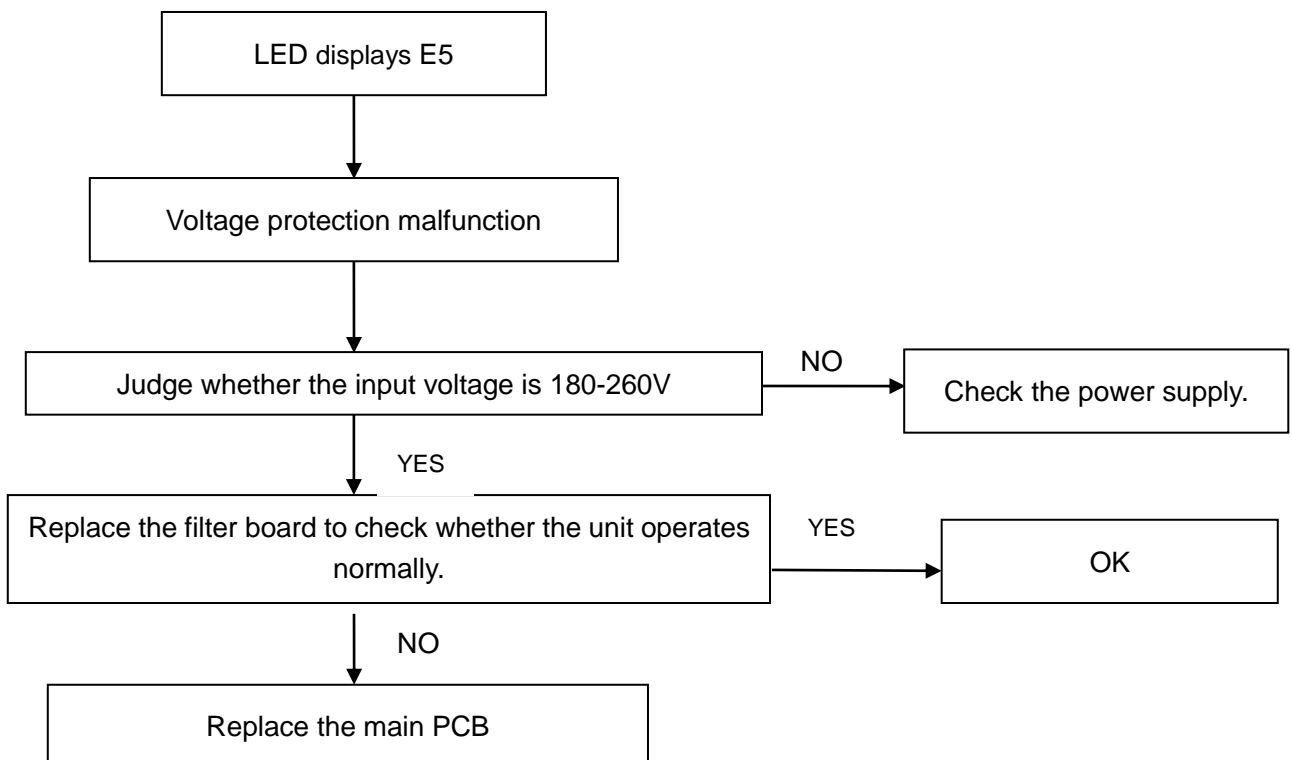 LED displays E5
Voltage protection malfunction
Judge whether the input voltage is 180-260V
NO
Check the power supply.
YES
Replace the filter board to check whether the unit operates
normally.
YES
OK
NO
Replace the main PCB